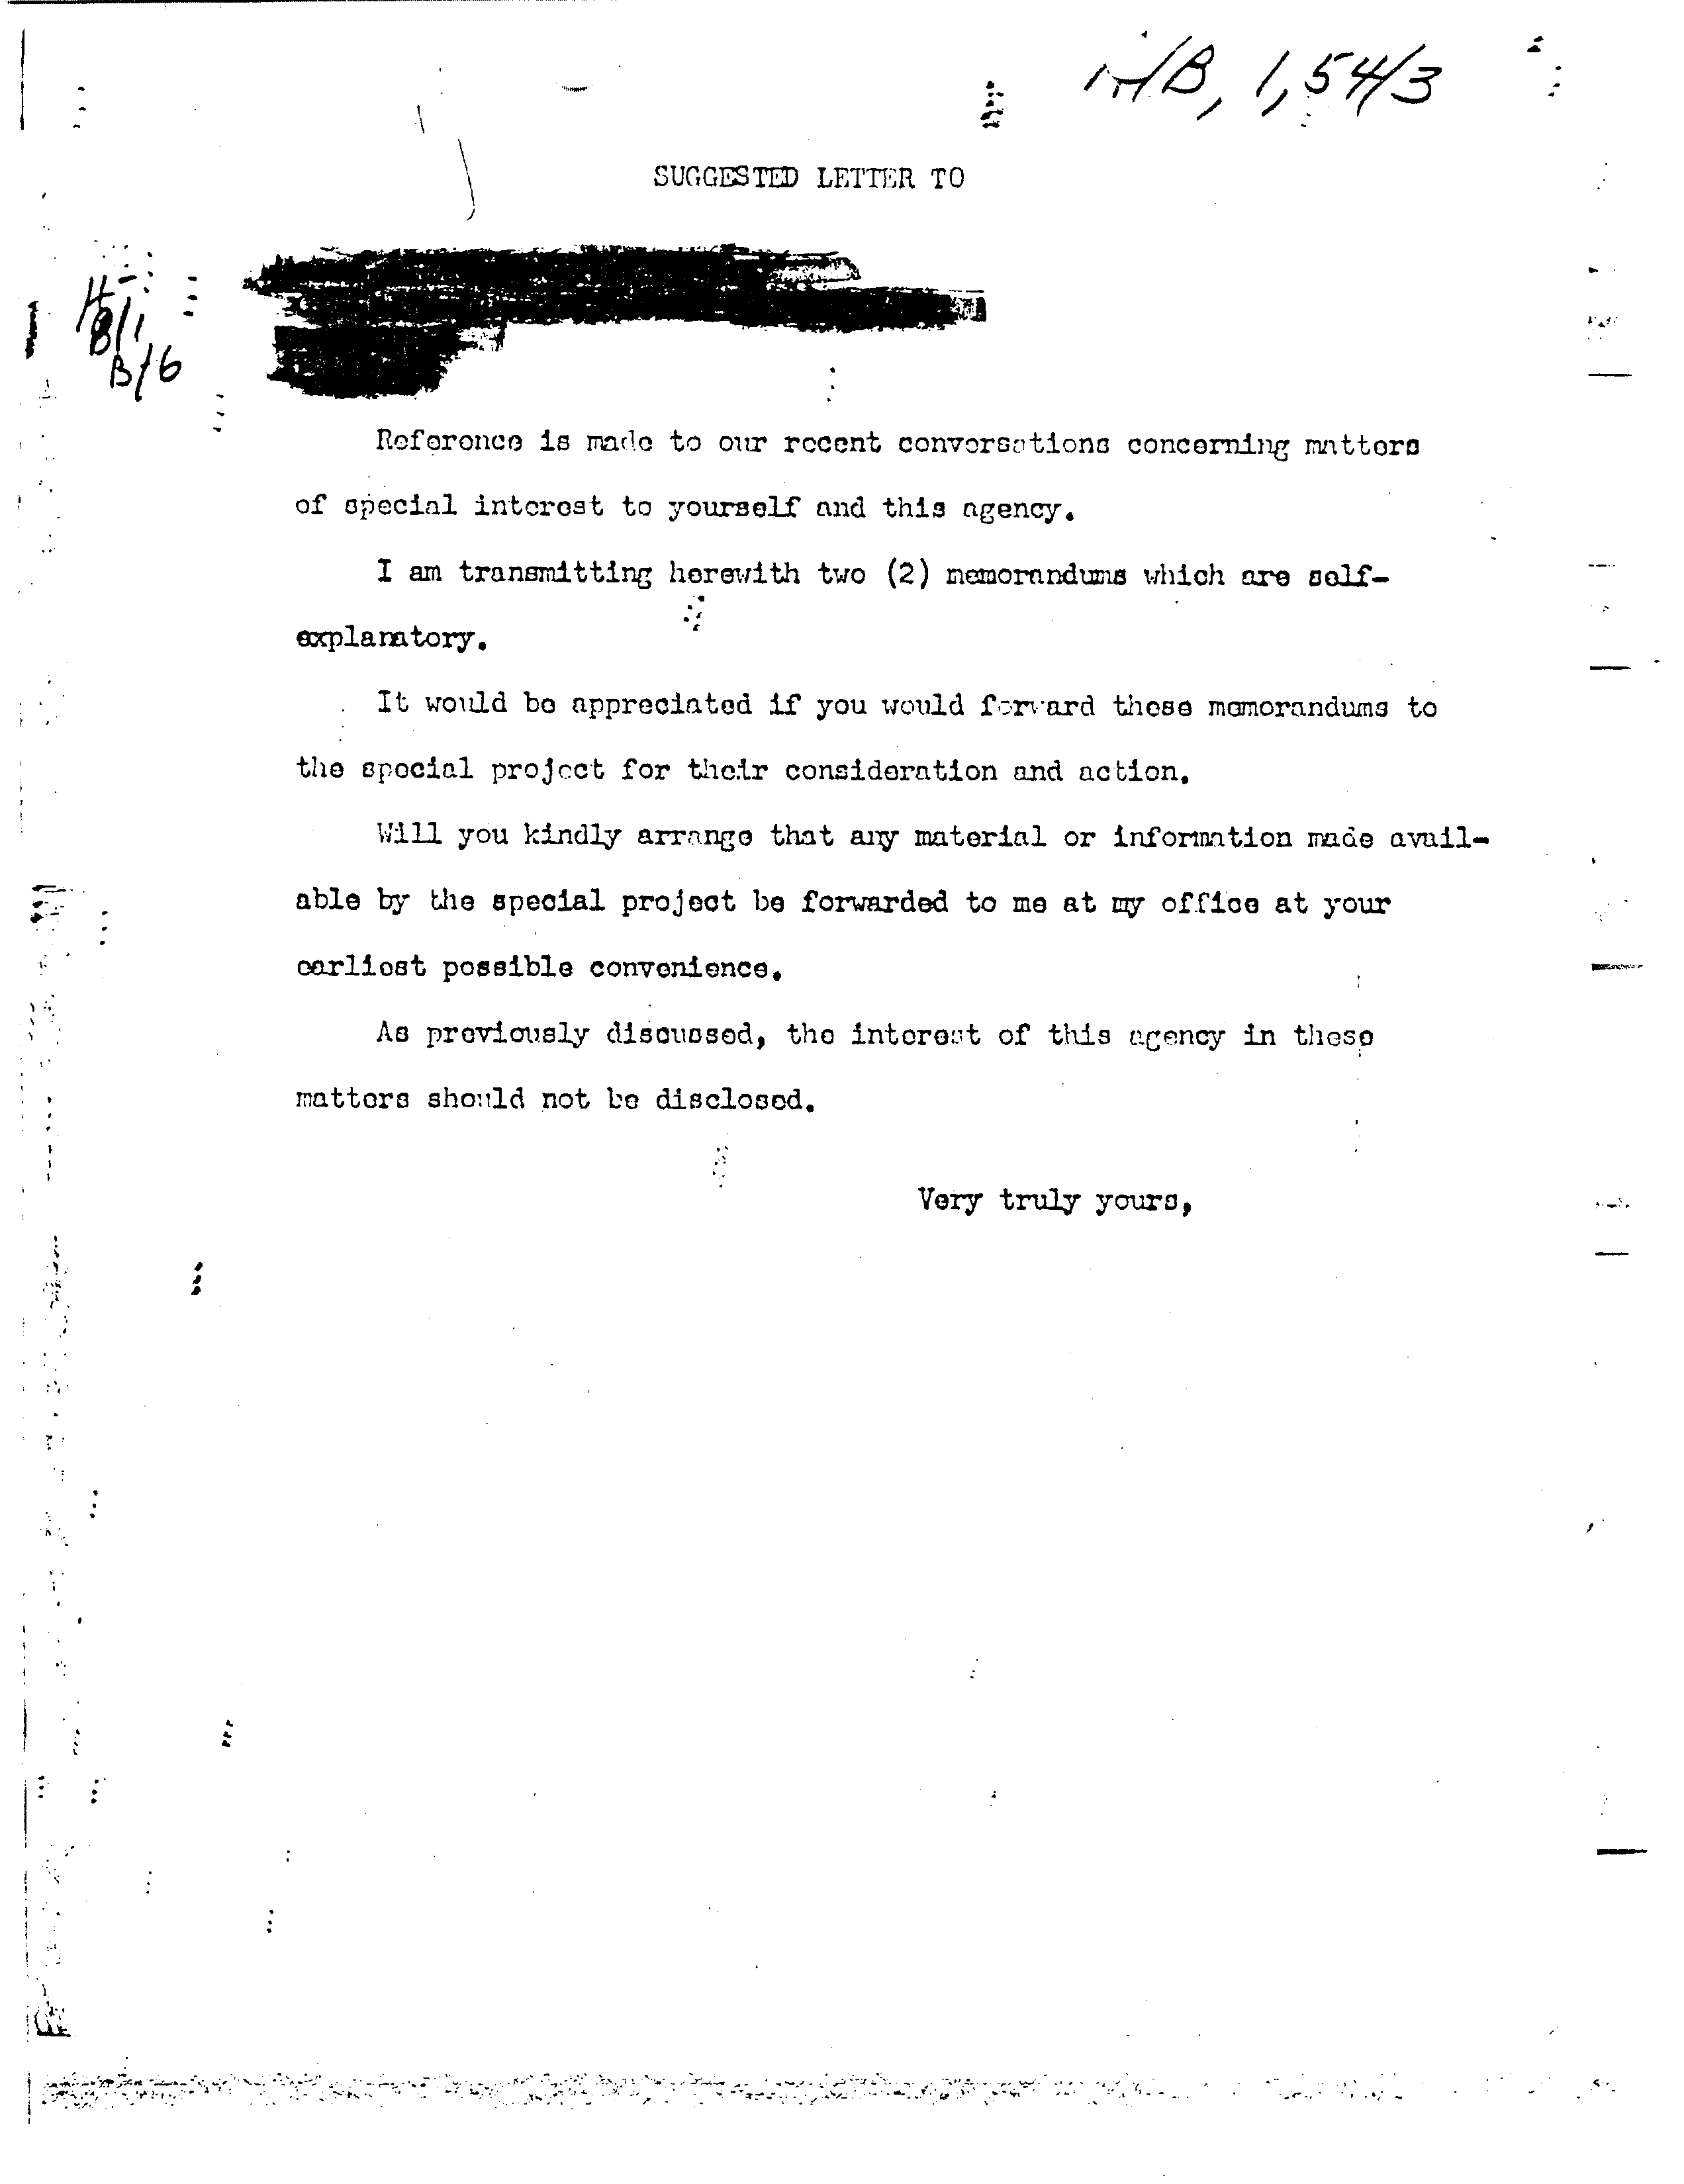 B, 1,54/3
SUGGESTED LETTER TO
B/1
B/6
Reference is made to our recent conversations concerning matters
of special interest to yourself and this agency.
I am transmitting herewith two (2) memorandums which are self-
explanatory.
It would be appreciated if you would forward these memorandums to
the special project for their consideration and action.
Will you kindly arrange that any material or information made avail-
able by the special project be forwarded to me at my office at your
earliest possible convenience.
As previously discussed, the interest of this agency in these
matters should not be disclosed.
Very truly yours,